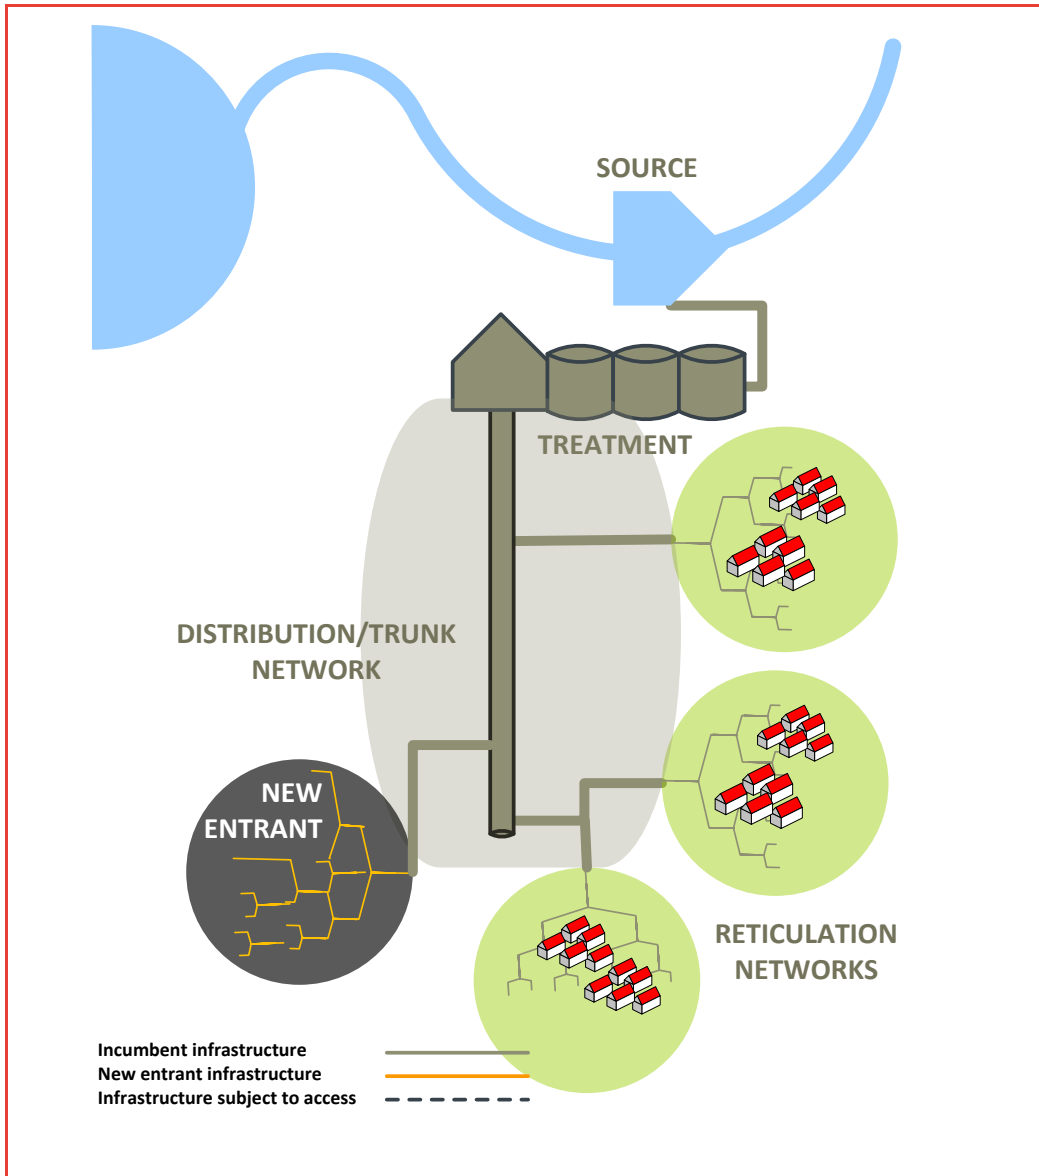 SOURCE
TREATMENT
DISTRIBUTION/TRUNK
NETWORK
NEW
ENTRANT
RETICULATION
NETWORKS
Incumbent infrastructure
New entrant infrastructure
Infrastructure subject to access